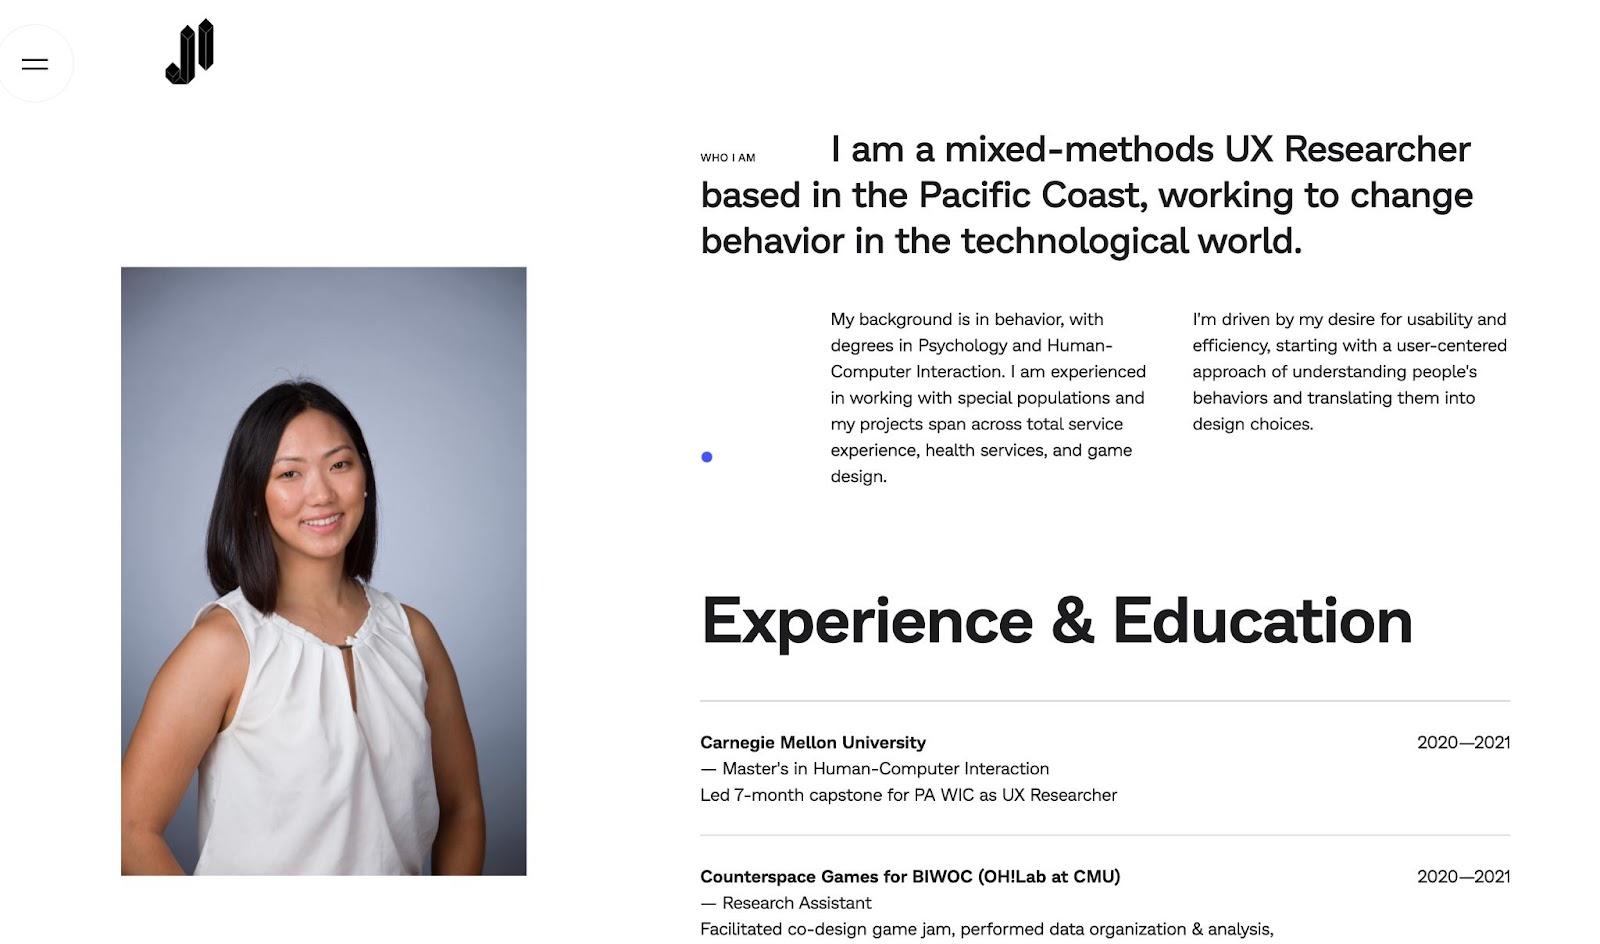 WHO I AM
I am a mixed-methods UX Researcher
based in the Pacific Coast, working to change
behavior in the technological world.
My background is in behavior, with
degrees in Psychology and Human-
Computer Interaction. I am experienced
in working with special populations and
my projects span across total service
experience, health services, and game
design.
I'm driven by my desire for usability and
efficiency, starting with a user-centered
approach of understanding people's
behaviors and translating them into
design choices.
Experience & Education
Carnegie Mellon University 2020—2021
— Master's in Human-Computer Interaction
Led 7-month capstone for PA WIC as UX Researcher
Counterspace Games for BIWOC (OH!Lab at CMU) 2020—2021
— Research Assistant
Facilitated co-design game jam, performed data organization & analysis,